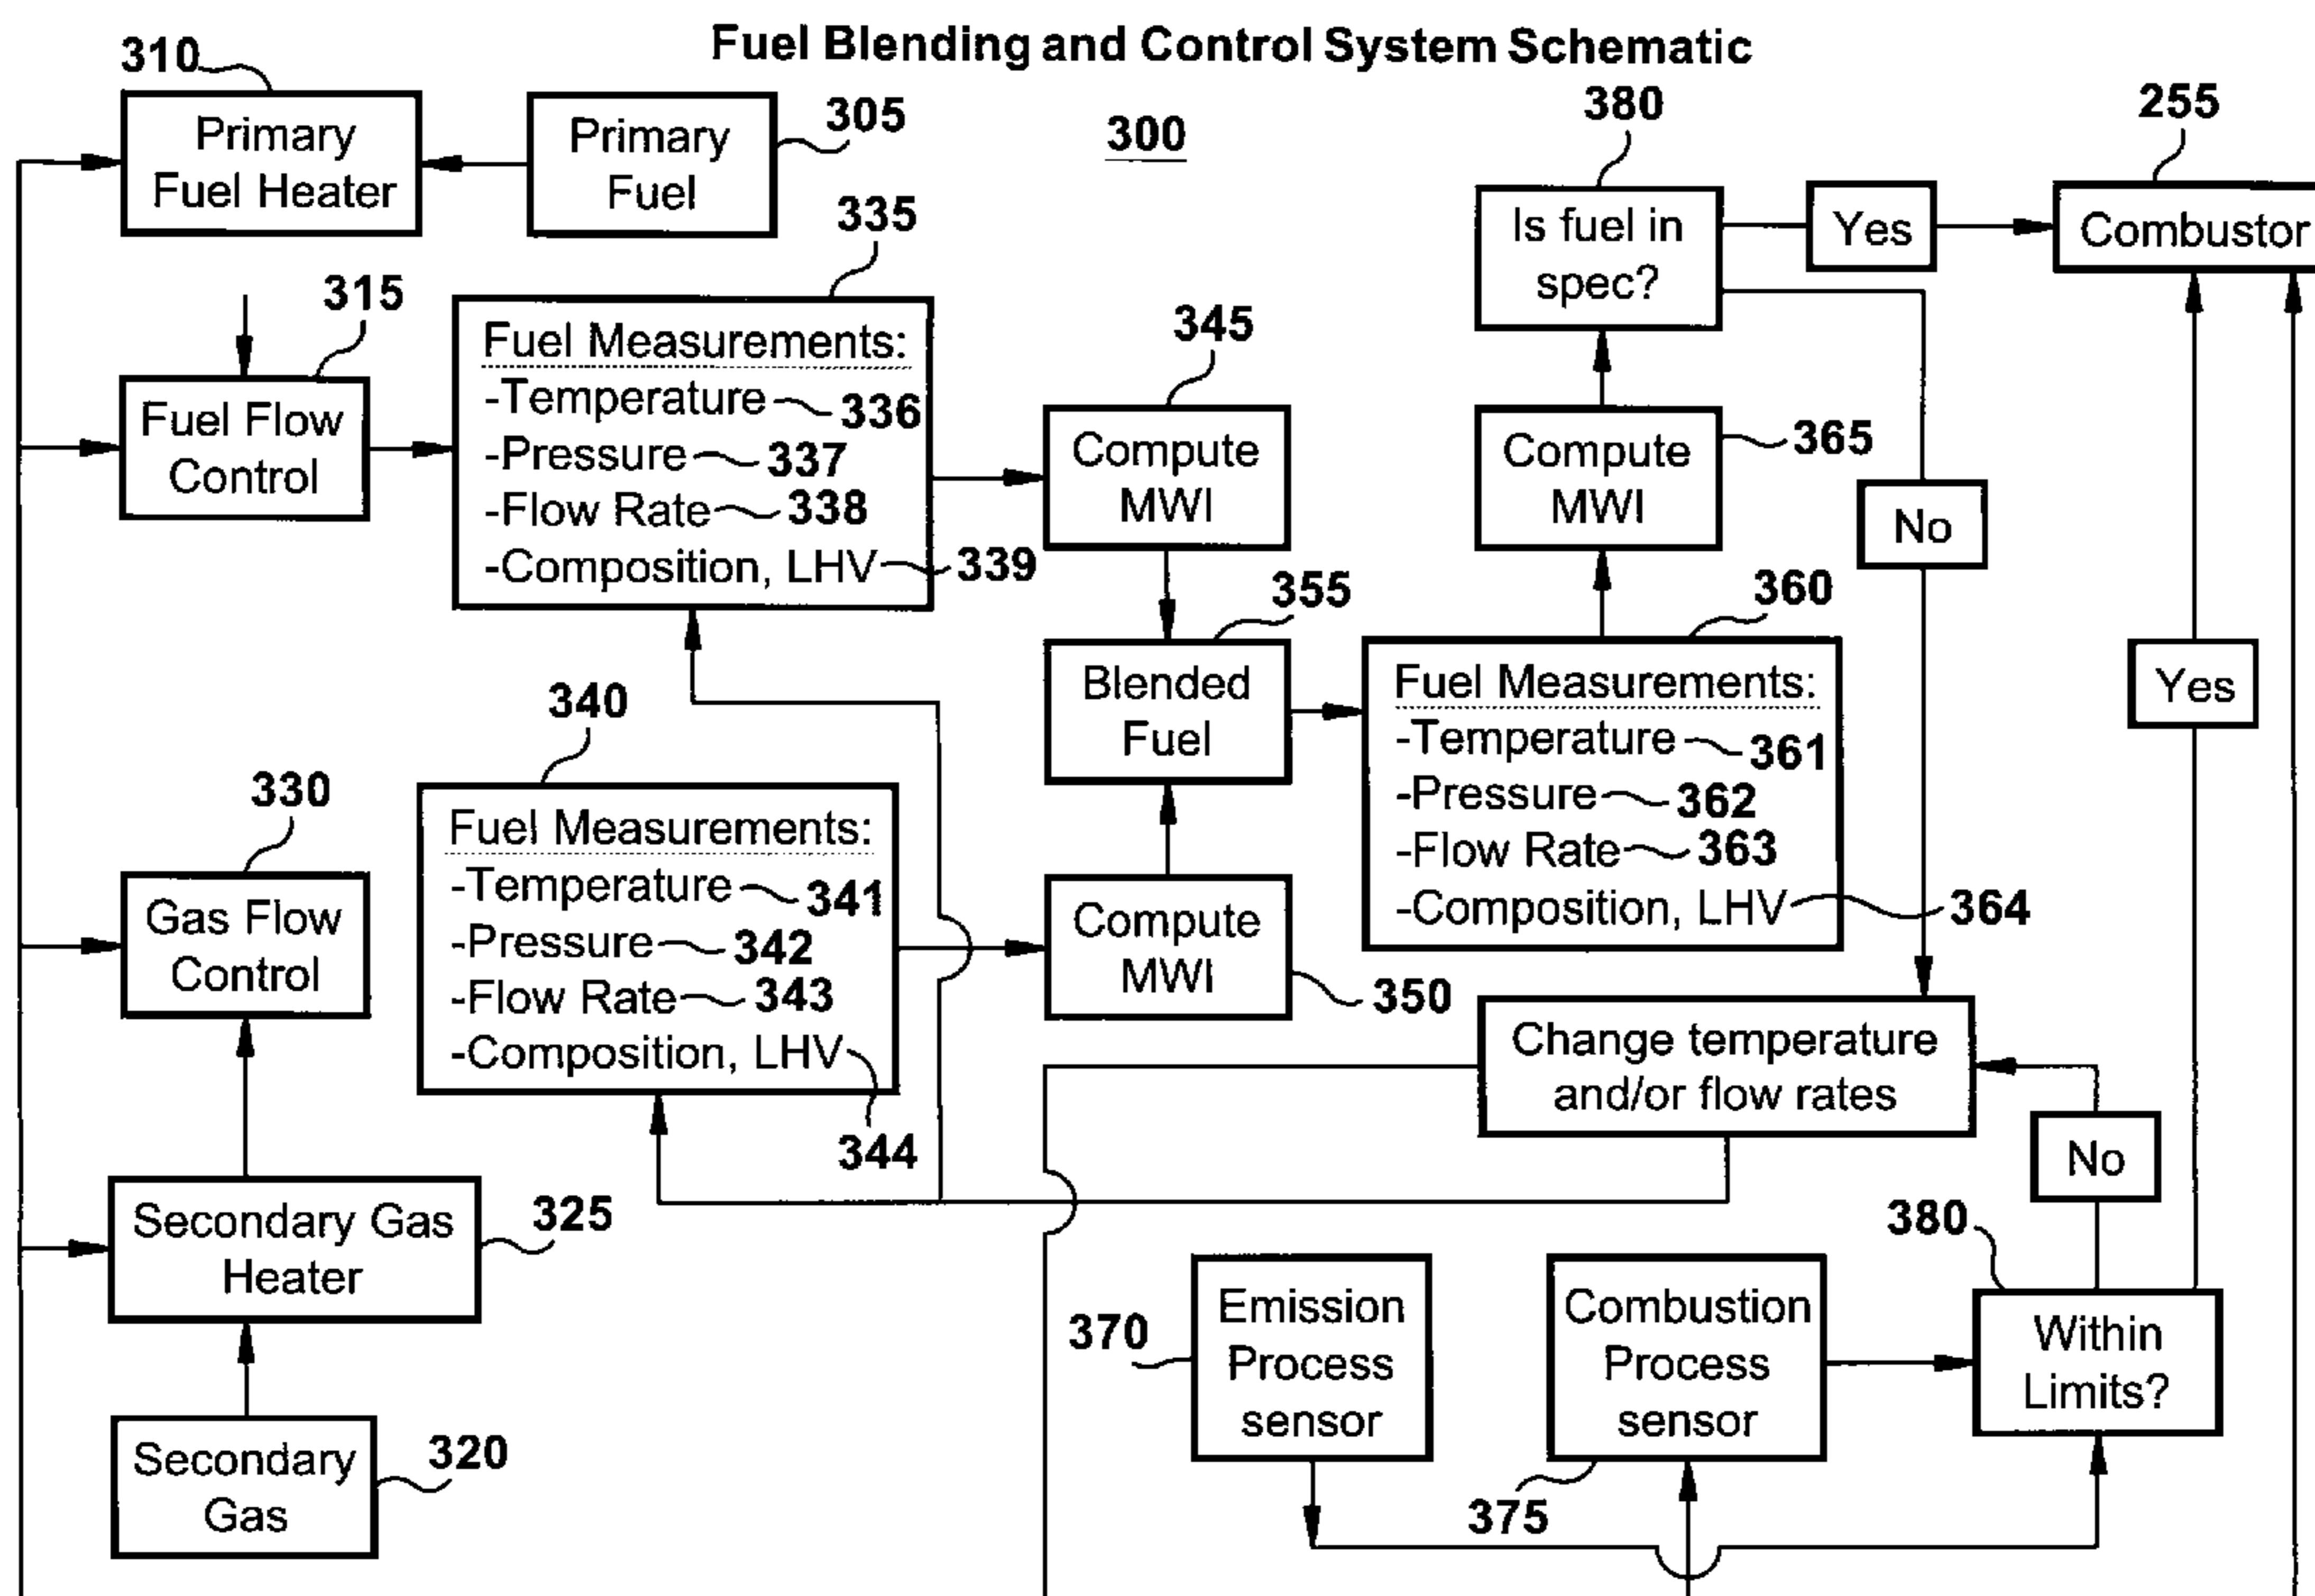 Fuel Blending and Control System Schematic
300
310
Primary
Fuel Heater
Primary
Fuel
305
380
Is fuel in
spec?
Yes
255
Combustor
315
Fuel Flow
Control
335
Fuel Measurements:
-Temperature 336
-Pressure 337
-Flow Rate 338
-Composition, LHV 339
345
Compute
MWI
Compute
MWI
365
No
355
Blended
Fuel
360
Fuel Measurements:
-Temperature 361
-Pressure 362
-Flow Rate 363
-Composition, LHV 364
Yes
330
Gas Flow
Control
340
Fuel Measurements:
-Temperature 341
-Pressure 342
-Flow Rate 343
-Composition, LHV
344
Compute
MWI
350
Change temperature
and/or flow rates
No
Secondary Gas
Heater
325
Secondary
Gas
320
370
Emission
Process
sensor
Combustion
Process
sensor
375
380
Within
Limits?